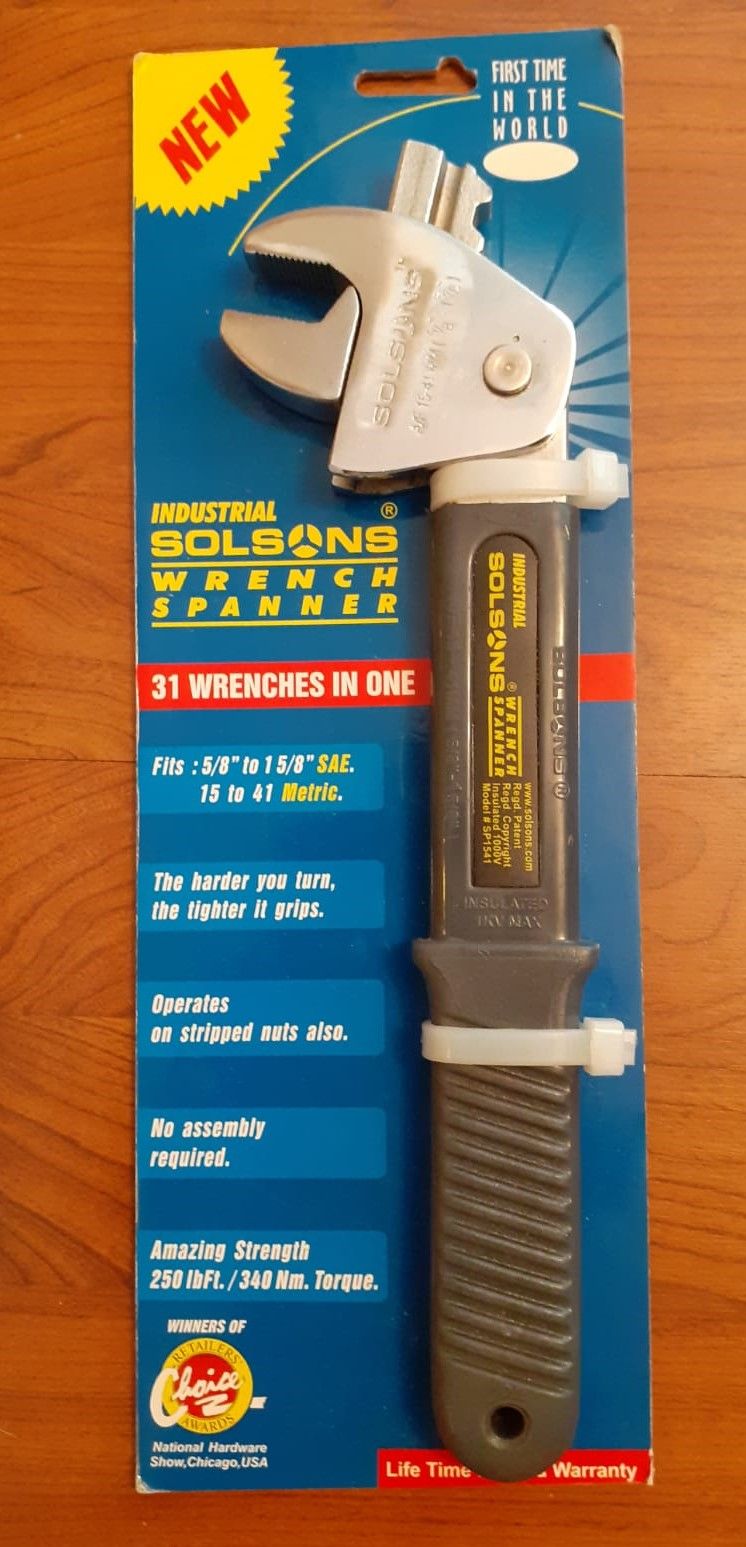 NEW
FIRST TIME
IN THE
WORLD
SOLSONS
INDUSTRIAL
SOLSONS ®
WRENCH
SPANNER
31 WRENCHES IN ONE
Fits : 5/8" to 1 5/8" SAE.
15 to 41 Metric.
The harder you turn,
the tighter it grips.
Operates
on stripped nuts also.
No assembly
required.
Amazing Strength
250 lbFt. / 340 Nm. Torque.
WINNERS OF
RETAILERS'
Choice
AWARDS
National Hardware
Show,Chicago,USA
INDUSTRIAL
SOLSONS ®
WRENCH
SPANNER
www.solsons.com
Regd. Patent
Regd. Copyright
Insulated 1000V
Model # SP1541
SOLSONS ®
INSULATED
1KV MAX
Life Time
Warranty